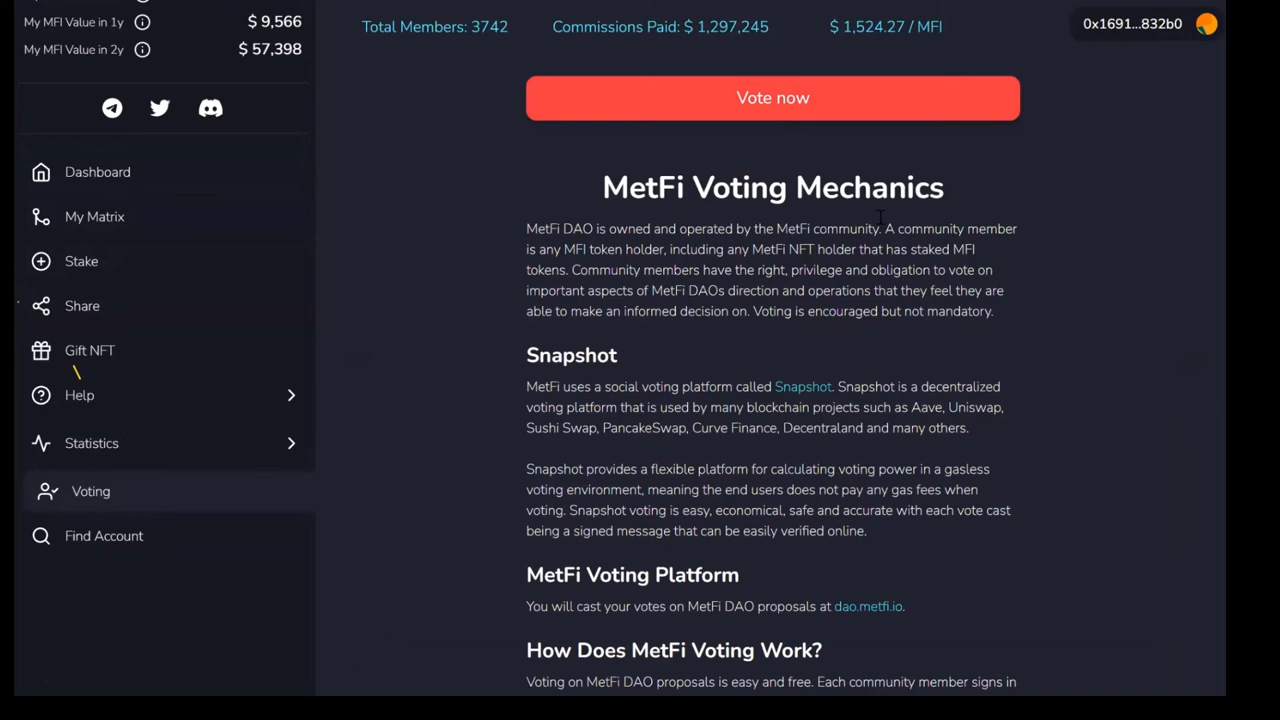 My MFI Value in 1y $ 9,566
My MFI Value in 2y $ 57,398
Total Members: 3742 Commissions Paid: $ 1,297,245 $ 1,524.27 / MFI 0x1691...832b0
Dashboard
My Matrix
Stake
Share
Gift NFT
Help
Statistics
Voting
Find Account
Vote now
MetFi Voting Mechanics
MetFi DAO is owned and operated by the MetFi community. A community member
is any MFI token holder, including any MetFi NFT holder that has staked MFI
tokens. Community members have the right, privilege and obligation to vote on
important aspects of MetFi DAOs direction and operations that they feel they are
able to make an informed decision on. Voting is encouraged but not mandatory.
Snapshot
MetFi uses a social voting platform called Snapshot. Snapshot is a decentralized
voting platform that is used by many blockchain projects such as Aave, Uniswap,
Sushi Swap, PancakeSwap, Curve Finance, Decentraland and many others.
Snapshot provides a flexible platform for calculating voting power in a gasless
voting environment, meaning the end users does not pay any gas fees when
voting. Snapshot voting is easy, economical, safe and accurate with each vote cast
being a signed message that can be easily verified online.
MetFi Voting Platform
You will cast your votes on MetFi DAO proposals at dao.metfi.io.
How Does MetFi Voting Work?
Voting on MetFi DAO proposals is easy and free. Each community member signs in